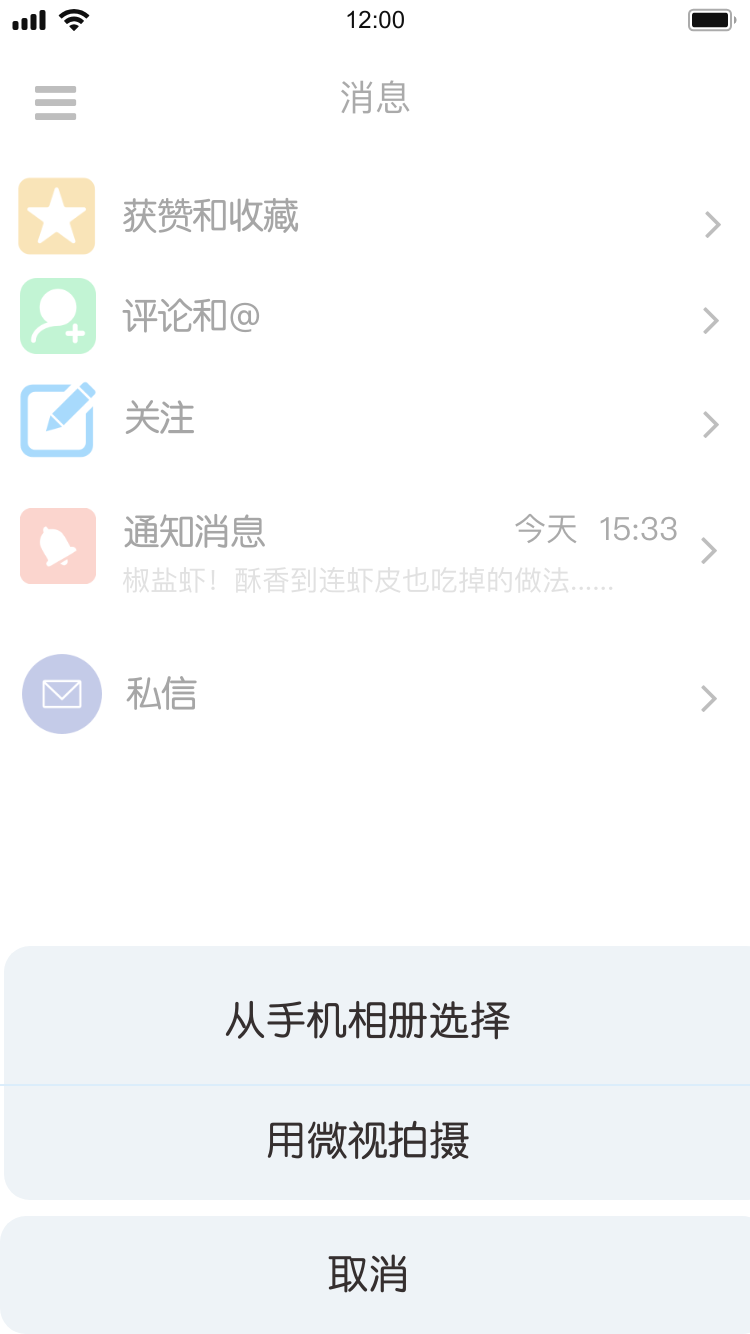 12:00
消息
获赞和收藏
评论和@
关注
通知消息 今天 15:33
椒盐虾！酥香到连虾皮也吃掉的做法......
私信
从手机相册选择
用微视拍摄
取消